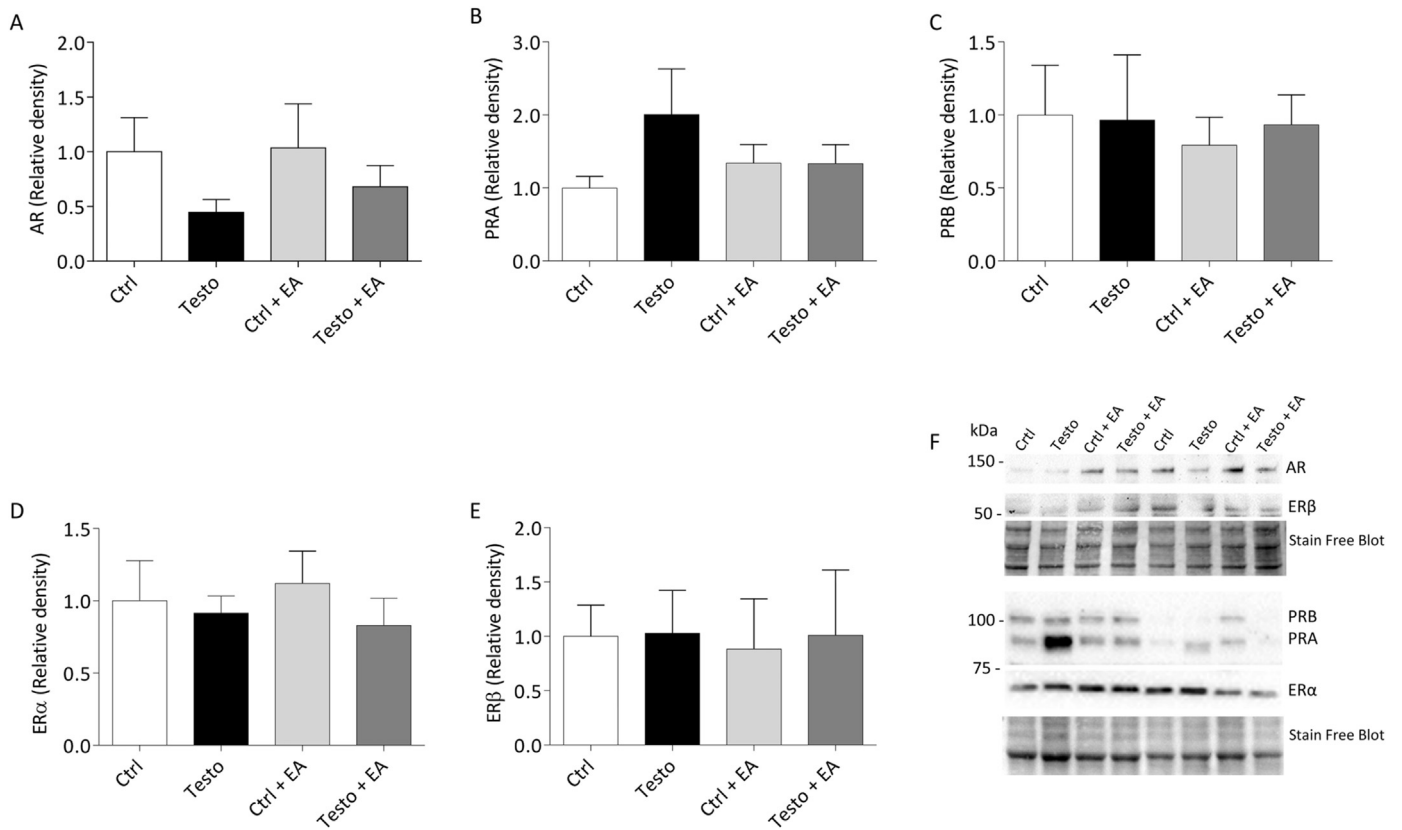 A
AR (Relative density)
2.0
1.5
1.0
0.5
0.0
Ctrl
Testo
Ctrl + EA
Testo + EA
B
PRA (Relative density)
3.0
2.0
1.0
0.0
Ctrl
Testo
Ctrl + EA
Testo + EA
C
PRB (Relative density)
1.5
1.0
0.5
0.0
Ctrl
Testo
Ctrl + EA
Testo + EA
D
ERα (Relative density)
1.5
1.0
0.5
0.0
Ctrl
Testo
Ctrl + EA
Testo + EA
E
ERβ (Relative density)
2.0
1.5
1.0
0.5
0.0
Ctrl
Testo
Ctrl + EA
Testo + EA
F
kDa
Crtl
Testo
Crtl + EA
Testo + EA
Crtl
Testo
Crtl + EA
Testo + EA
150 -
AR
ERβ
50 -
Stain Free Blot
100 -
PRB
PRA
75 -
ERα
Stain Free Blot